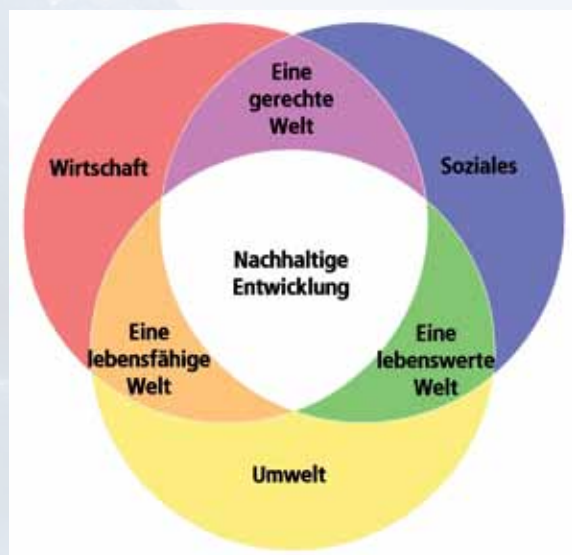 Eine
gerechte
Welt
Wirtschaft
Soziales
Nachhaltige
Entwicklung
Eine
lebensfähige
Welt
Eine
lebenswerte
Welt
Umwelt